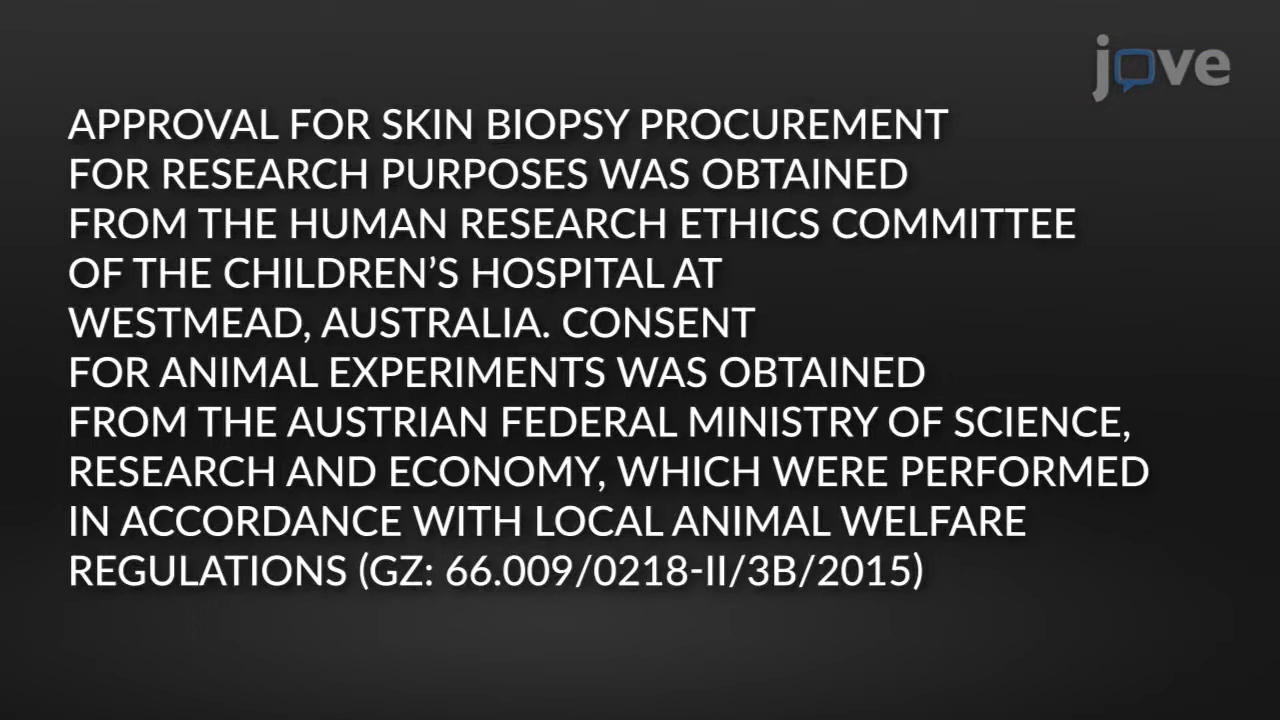 jove
APPROVAL FOR SKIN BIOPSY PROCUREMENT
FOR RESEARCH PURPOSES WAS OBTAINED
FROM THE HUMAN RESEARCH ETHICS COMMITTEE
OF THE CHILDREN’S HOSPITAL AT
WESTMEAD, AUSTRALIA. CONSENT
FOR ANIMAL EXPERIMENTS WAS OBTAINED
FROM THE AUSTRIAN FEDERAL MINISTRY OF SCIENCE,
RESEARCH AND ECONOMY, WHICH WERE PERFORMED
IN ACCORDANCE WITH LOCAL ANIMAL WELFARE
REGULATIONS (GZ: 66.009/0218-II/3B/2015)